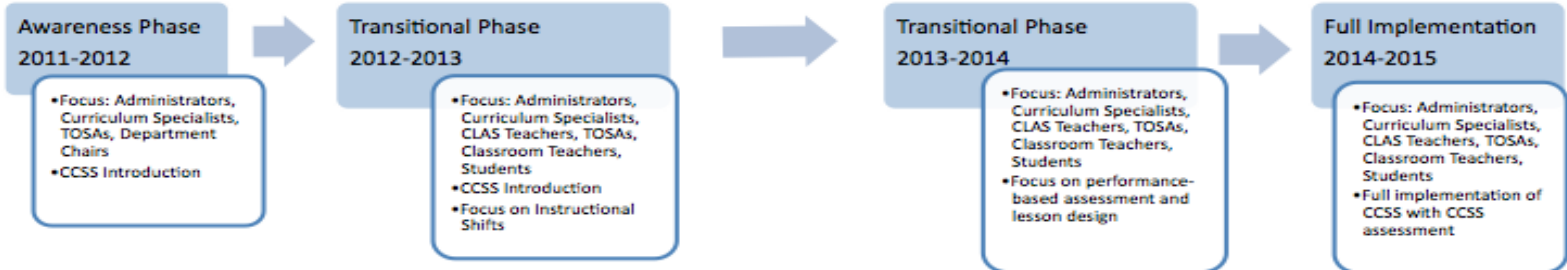 Awareness Phase
2011-2012
•Focus: Administrators,
Curriculum Specialists,
TOSAs, Department
Chairs
•CCSS Introduction
Transitional Phase
2012-2013
•Focus: Administrators,
Curriculum Specialists,
CLAS Teachers, TOSAs,
Classroom Teachers,
Students
•CCSS Introduction
•Focus on Instructional
Shifts
Transitional Phase
2013-2014
•Focus: Administrators,
Curriculum Specialists,
CLAS Teachers, TOSAs,
Classroom Teachers,
Students
•Focus on performance-
based assessment and
lesson design
Full Implementation
2014-2015
•Focus: Administrators,
Curriculum Specialists,
CLAS Teachers, TOSAs,
Classroom Teachers,
Students
•Full implementation of
CCSS with CCSS
assessment